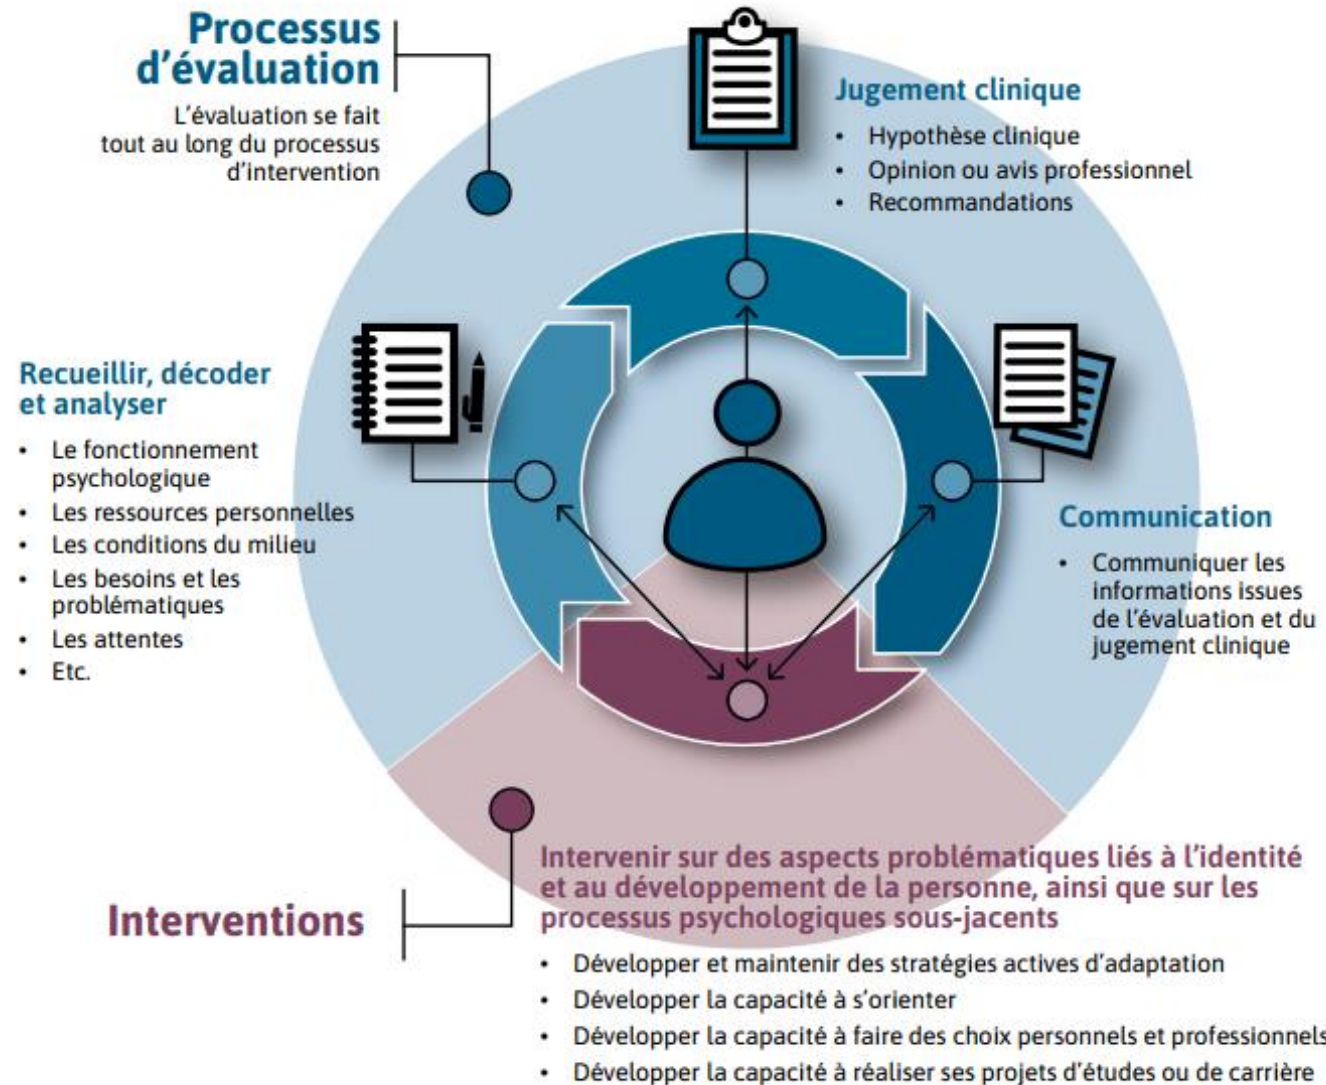 Processus
d'évaluation
L'évaluation se fait
tout au long du processus
d'intervention
Jugement clinique
• Hypothèse clinique
• Opinion ou avis professionnel
• Recommandations
Recueillir, décoder
et analyser
• Le fonctionnement
psychologique
• Les ressources personnelles
• Les conditions du milieu
• Les besoins et les
problématiques
• Les attentes
• Etc.
Communication
• Communiquer les
informations issues
de l'évaluation et du
jugement clinique
Interventions
Intervenir sur des aspects problématiques liés à l'identité
et au développement de la personne, ainsi que sur les
processus psychologiques sous-jacents
• Développer et maintenir des stratégies actives d'adaptation
• Développer la capacité à s'orienter
• Développer la capacité à faire des choix personnels et professionnels
• Développer la capacité à réaliser ses projets d'études ou de carrière